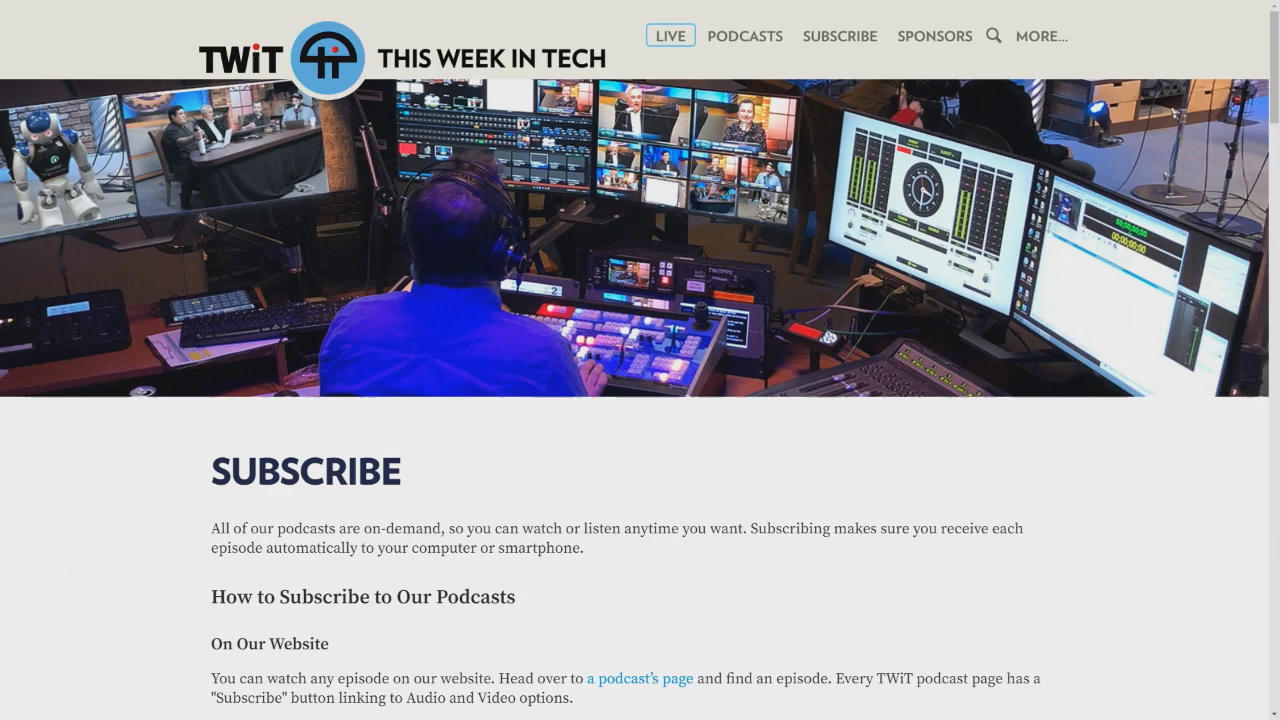 TWiT
THIS WEEK IN TECH
LIVE
PODCASTS
SUBSCRIBE
SPONSORS
MORE...
SUBSCRIBE
All of our podcasts are on-demand, so you can watch or listen anytime you want. Subscribing makes sure you receive each
episode automatically to your computer or smartphone.
How to Subscribe to Our Podcasts
On Our Website
You can watch any episode on our website. Head over to a podcast's page and find an episode. Every TWiT podcast page has a
"Subscribe" button linking to Audio and Video options.